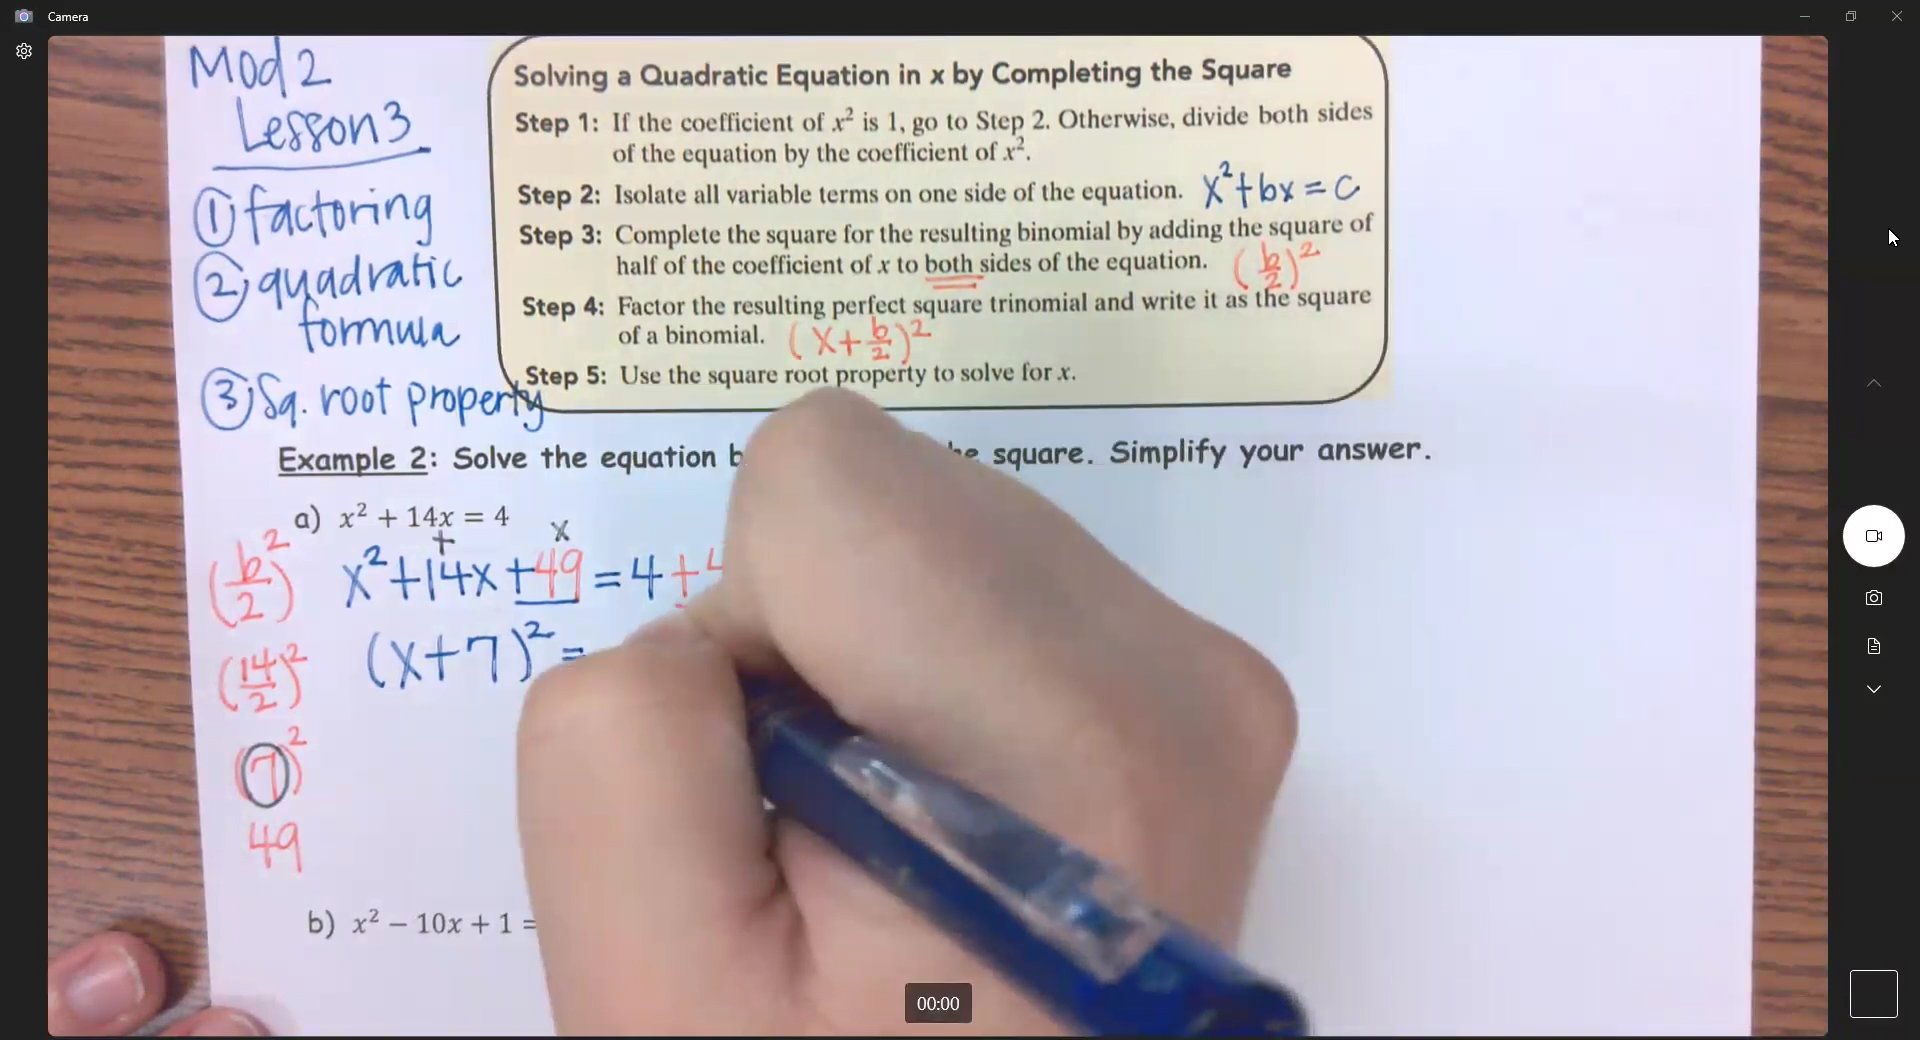 Camera
Mod 2
Lesson 3
① factoring
② quadratic
formula
③ Sq. root property
Solving a Quadratic Equation in x by Completing the Square
Step 1: If the coefficient of x² is 1, go to Step 2. Otherwise, divide both sides
of the equation by the coefficient of x².
Step 2: Isolate all variable terms on one side of the equation. x²+bx=c
Step 3: Complete the square for the resulting binomial by adding the square of
half of the coefficient of x to both sides of the equation. (b/2)²
Step 4: Factor the resulting perfect square trinomial and write it as the square
of a binomial. (x+b/2)²
Step 5: Use the square root property to solve for x.
Example 2: Solve the equation b he square. Simplify your answer.
a) x² + 14x = 4
+ x
x²+14x+49=4+4
(x+7)²=
(b/2)²
(14/2)²
(7)²
49
b) x² − 10x + 1 =
00:00